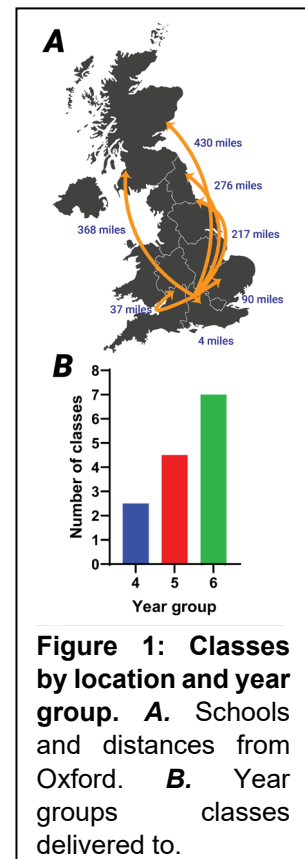 A
430 miles
276 miles
368 miles
217 miles
90 miles
37 miles
4 miles
B
Number of classes
8
7
6
5
4
3
2
1
0
4 5 6
Year group
Figure 1: Classes
by location and year
group. A. Schools
and distances from
Oxford. B. Year
groups classes
delivered to.